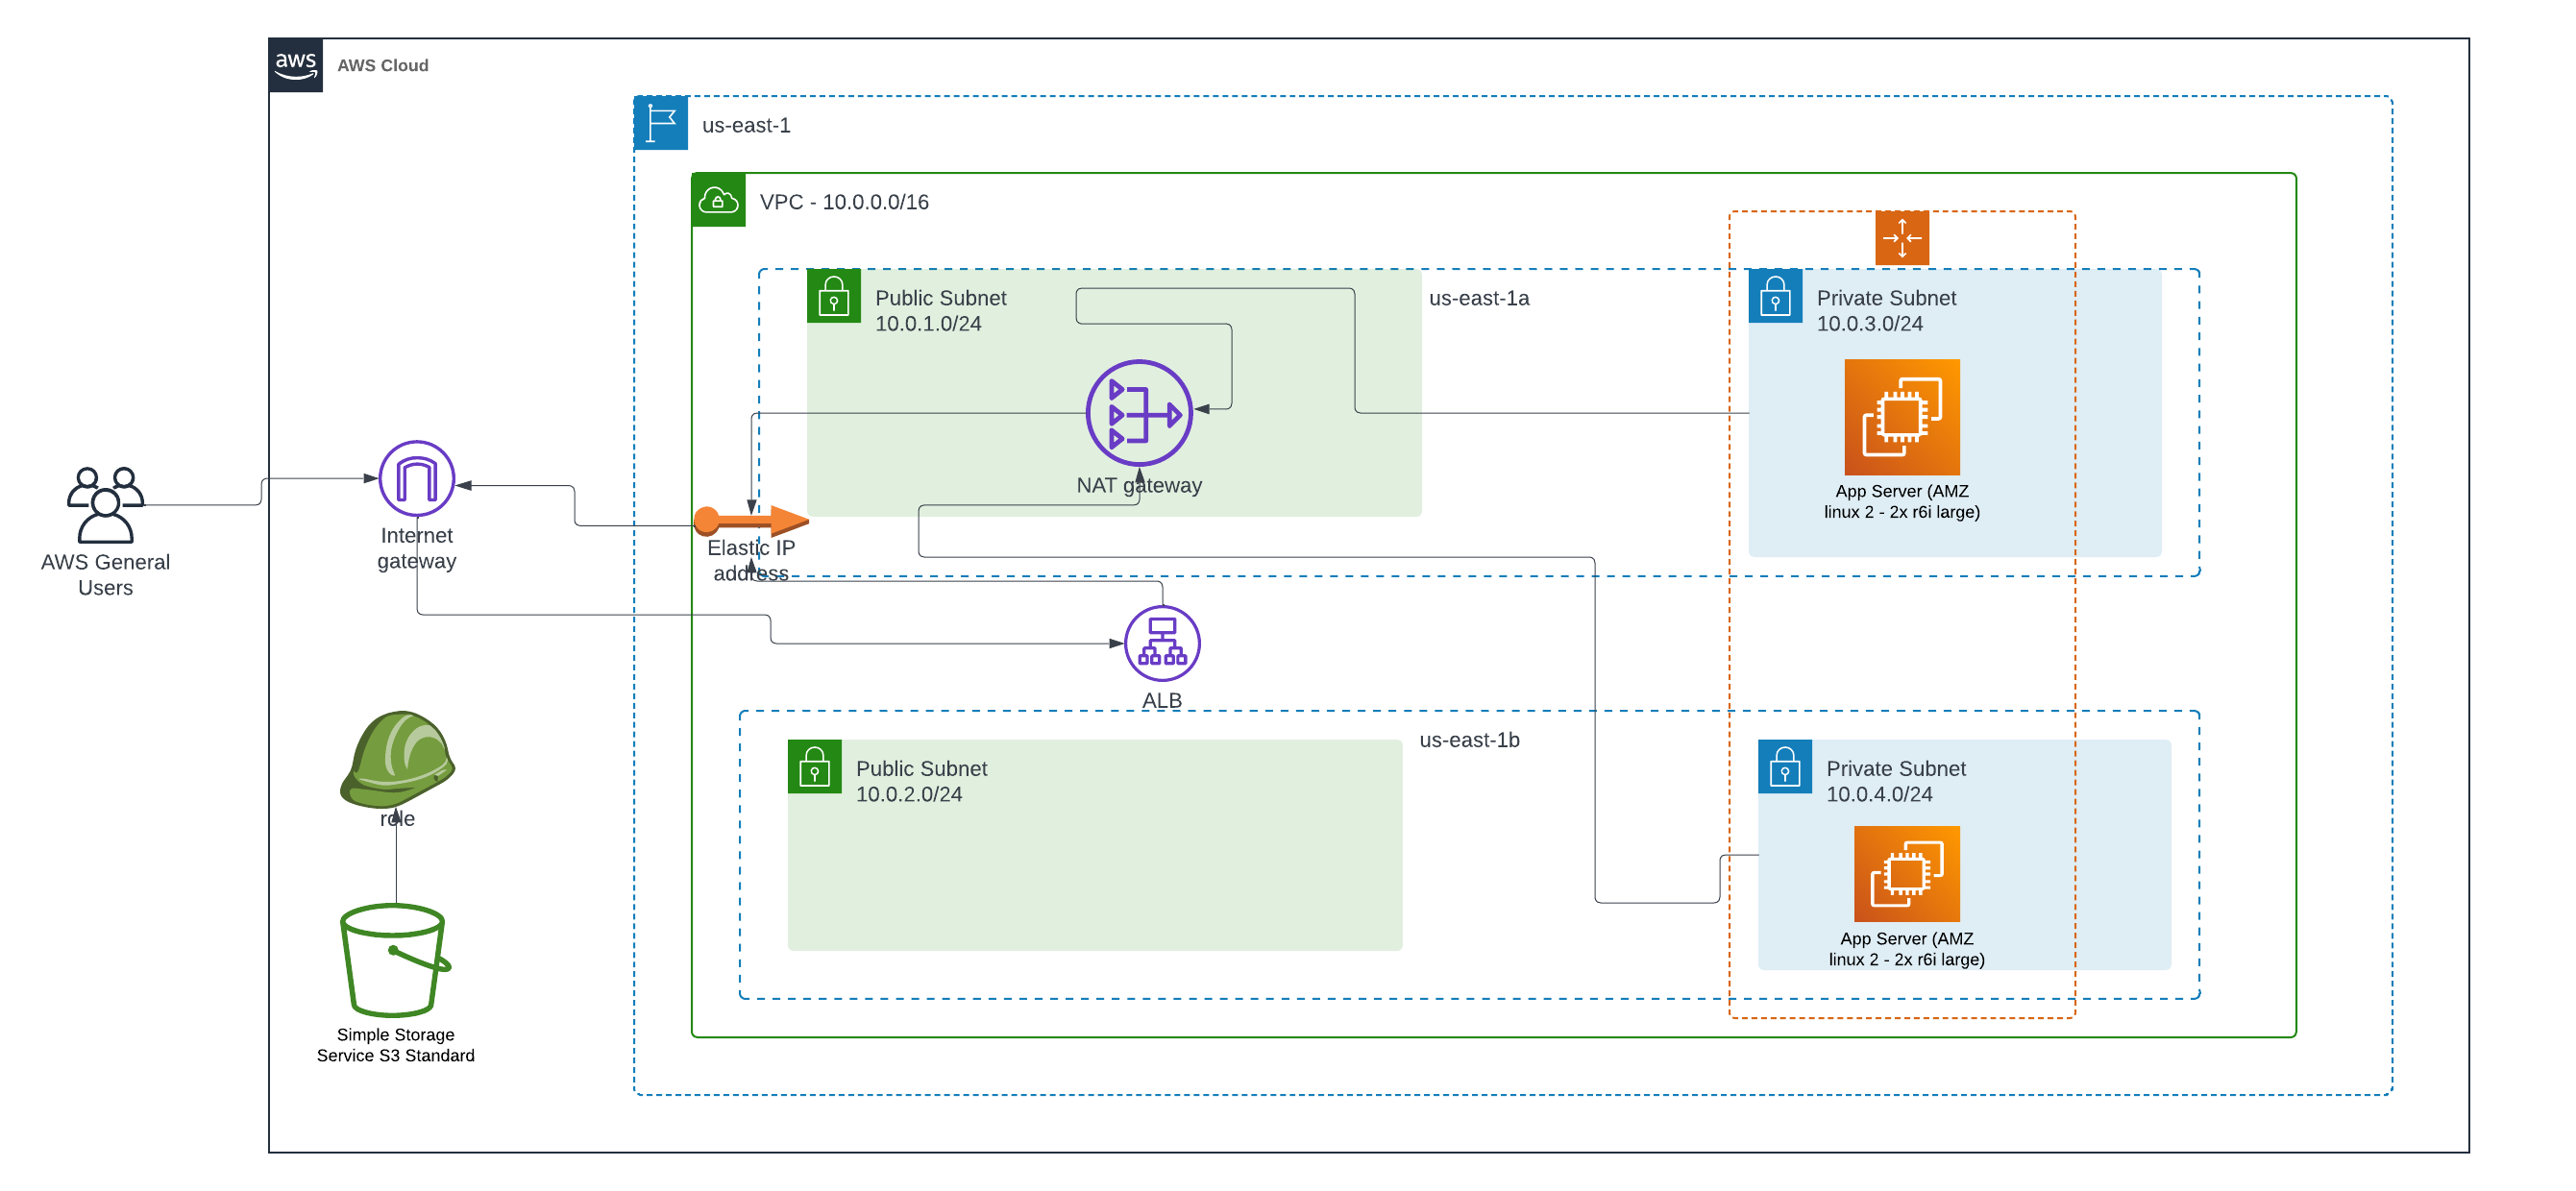 aws
AWS Cloud
us-east-1
VPC - 10.0.0.0/16
Public Subnet
10.0.1.0/24
us-east-1a
Private Subnet
10.0.3.0/24
NAT gateway
App Server (AMZ
linux 2 - 2x r6i large)
Internet
gateway
AWS General
Users
Elastic IP
address
ALB
us-east-1b
Public Subnet
10.0.2.0/24
Private Subnet
10.0.4.0/24
role
App Server (AMZ
linux 2 - 2x r6i large)
Simple Storage
Service S3 Standard